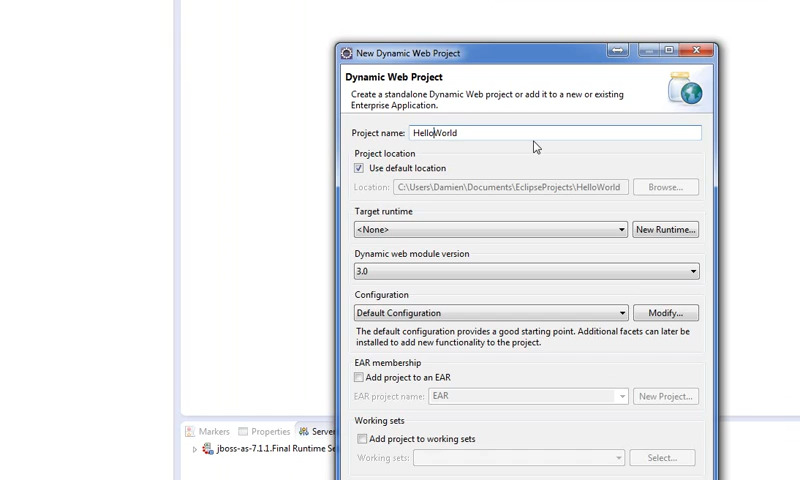 New Dynamic Web Project
Dynamic Web Project
Create a standalone Dynamic Web project or add it to a new or existing
Enterprise Application.
Project name: HelloWorld
Project location
Use default location
Location: C:\Users\Damien\Documents\EclipseProjects\HelloWorld Browse...
Target runtime
<None> New Runtime...
Dynamic web module version
3.0
Configuration
Default Configuration Modify...
The default configuration provides a good starting point. Additional facets can later be
installed to add new functionality to the project.
EAR membership
Add project to an EAR
EAR project name: EAR New Project...
Working sets
Markers Properties Server
Add project to working sets
jboss-as-7.1.1.Final Runtime Se
Working sets: Select...